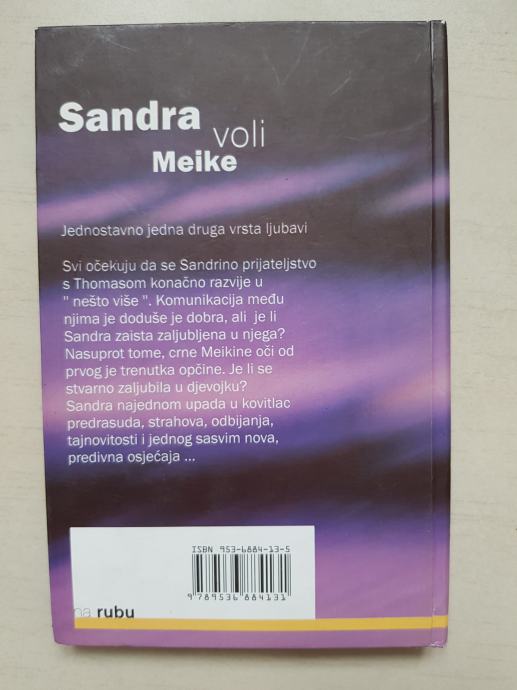 Sandra voli
Meike
Jednostavno jedna druga vrsta ljubavi
Svi očekuju da se Sandrino prijateljstvo
s Thomasom konačno razvije u
" nešto više ". Komunikacija među
njima je doduše je dobra, ali je li
Sandra zaista zaljubljena u njega?
Nasuprot tome, crne Meikine oči od
prvog je trenutka opčine. Je li se
stvarno zaljubila u djevojku?
Sandra najednom upada u kovitlac
predrasuda, strahova, odbijanja,
tajnovitosti i jednog sasvim nova,
predivna osjećaja ...
ISBN 953-6884-13-5
9 789536 884131
na rubu